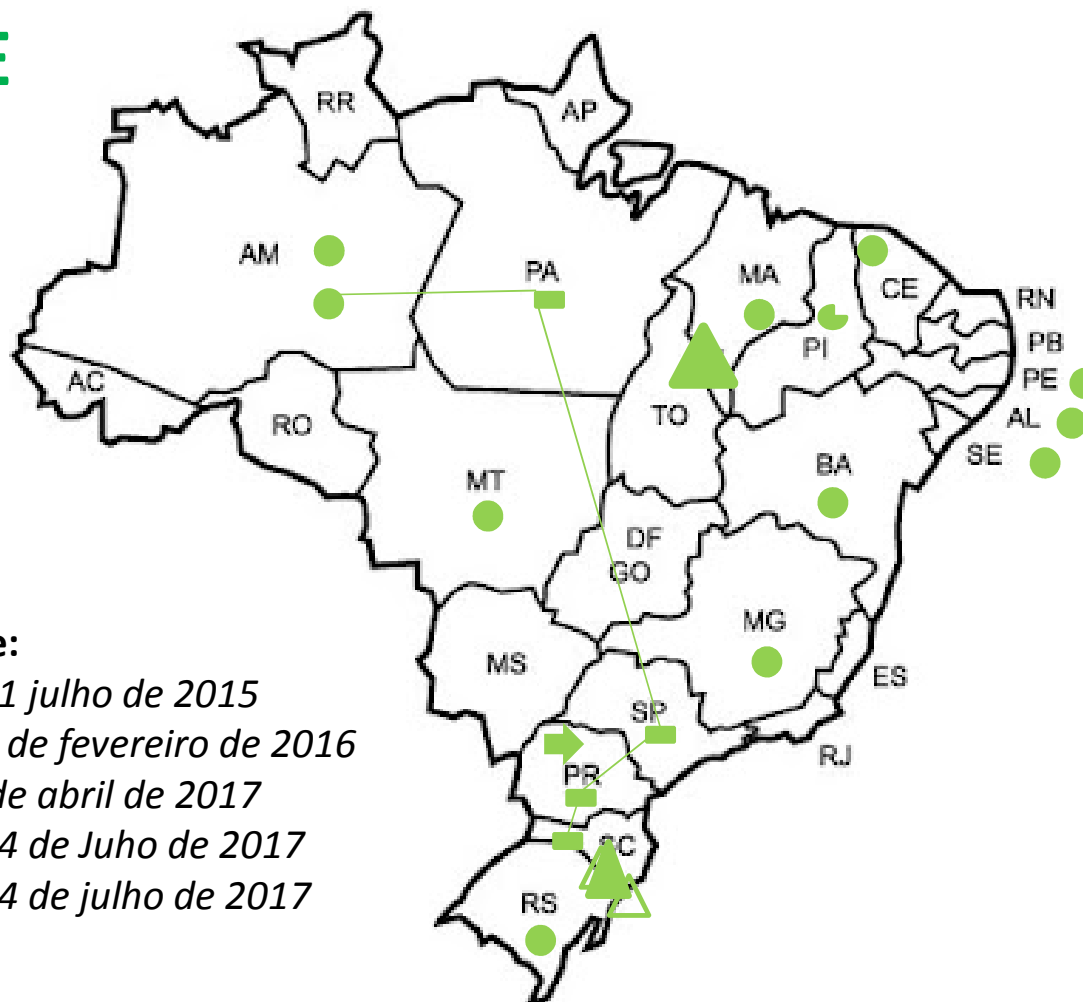 E
RR
AP
AM
PA
MA
CE
RN
PB
PI
PE
AC
TO
AL
RO
SE
MT
BA
DF
GO
MG
e:
MS
ES
1 julho de 2015
SP
de fevereiro de 2016
RJ
PR
de abril de 2017
4 de Juho de 2017
SC
4 de julho de 2017
RS